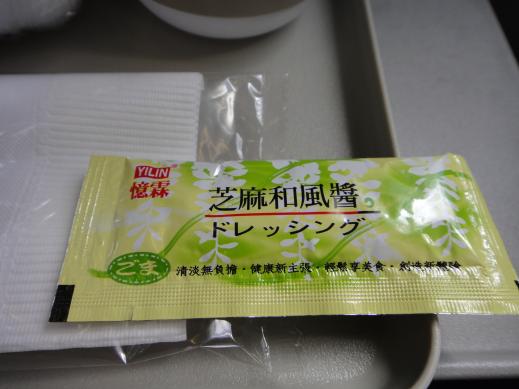 YILIN
憶霖
芝麻和風醬
ドレッシング
ごま
清淡無負擔・健康新主張・輕鬆享美食・創造新體驗